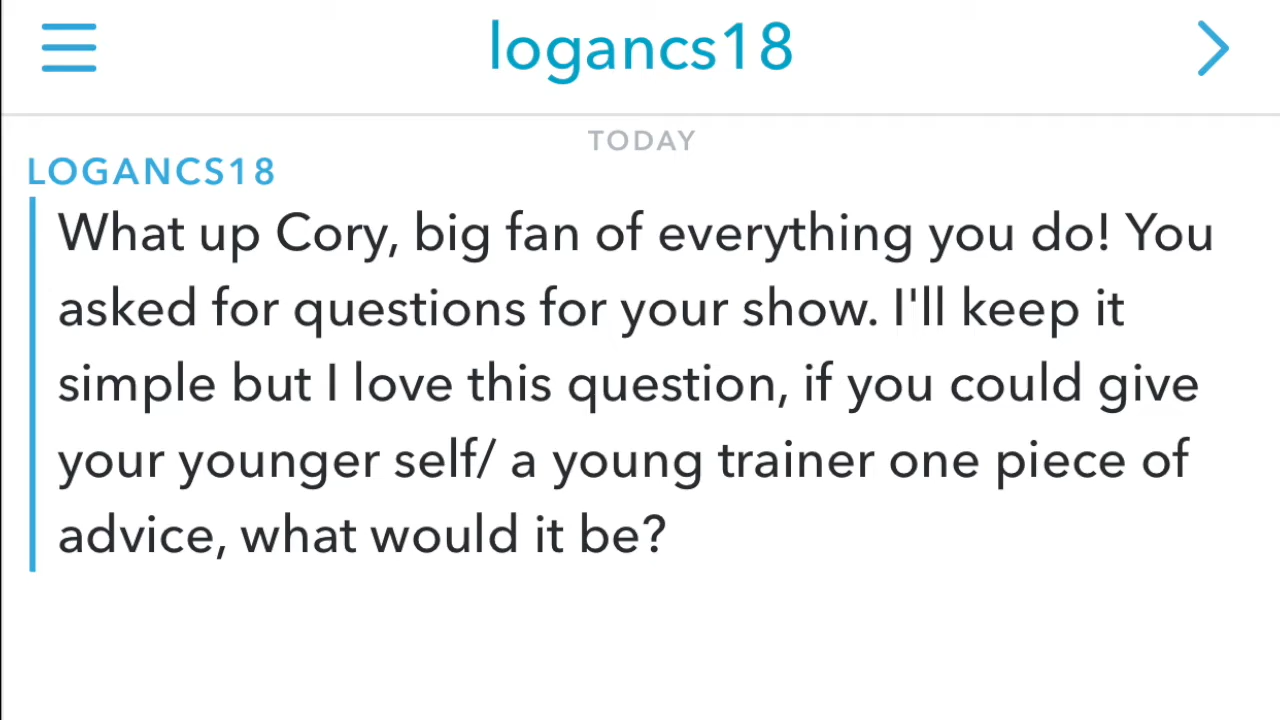 logancs18
TODAY
LOGANCS18
What up Cory, big fan of everything you do! You
asked for questions for your show. I'll keep it
simple but I love this question, if you could give
your younger self/ a young trainer one piece of
advice, what would it be?